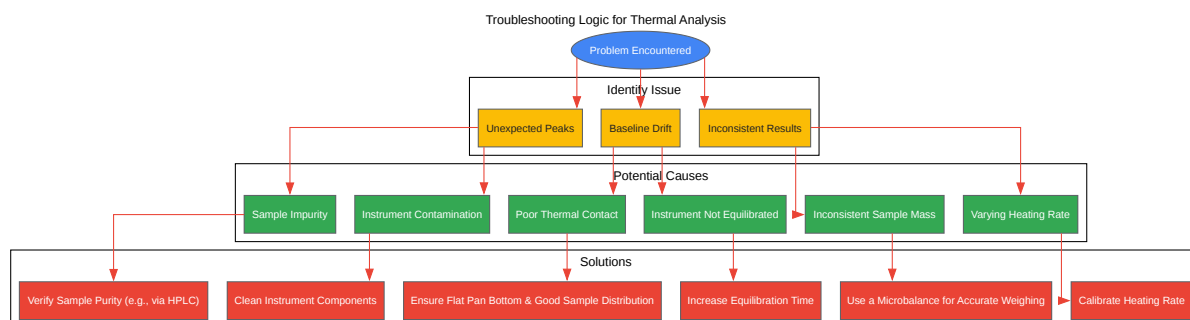 Troubleshooting Logic for Thermal Analysis
Problem Encountered
Identify Issue
Unexpected Peaks
Baseline Drift
Inconsistent Results
Potential Causes
Sample Impurity
Instrument Contamination
Poor Thermal Contact
Instrument Not Equilibrated
Inconsistent Sample Mass
Varying Heating Rate
Solutions
Verify Sample Purity (e.g., via HPLC)
Clean Instrument Components
Ensure Flat Pan Bottom & Good Sample Distribution
Increase Equilibration Time
Use a Microbalance for Accurate Weighing
Calibrate Heating Rate